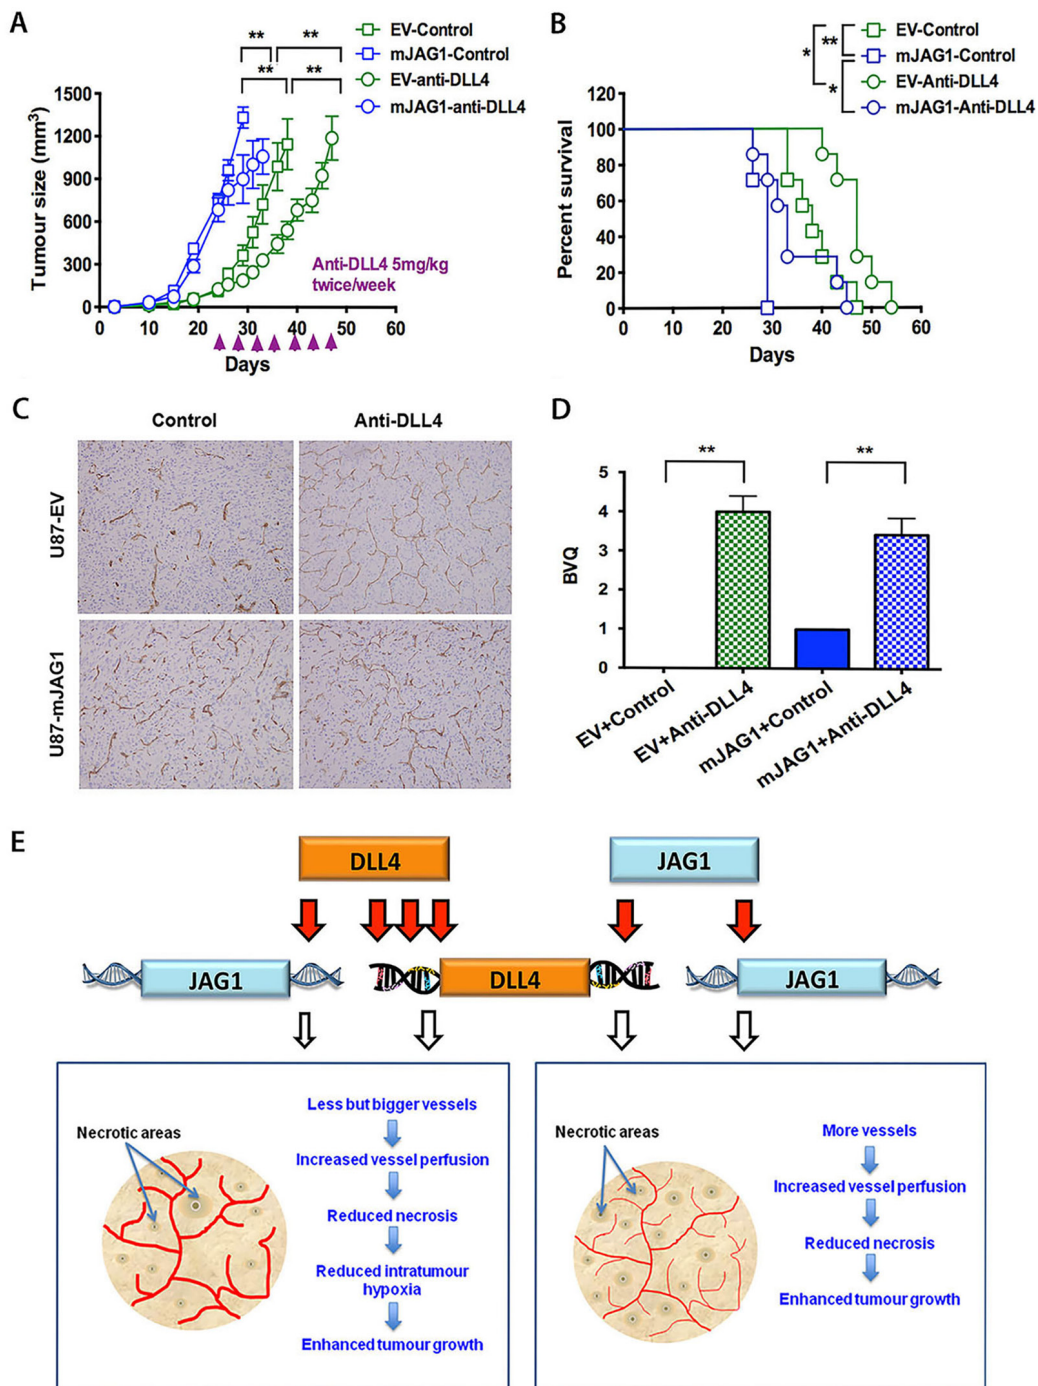 A
** **
** **
EV-Control
mJAG1-Control
EV-anti-DLL4
mJAG1-anti-DLL4
Tumour size (mm³)
1500
1200
900
600
300
0
Anti-DLL4 5mg/kg
twice/week
0 10 20 30 40 50 60
Days
B
* **
*
EV-Control
mJAG1-Control
EV-Anti-DLL4
mJAG1-Anti-DLL4
Percent survival
120
100
80
60
40
20
0
0 10 20 30 40 50 60
Days
C
Control Anti-DLL4
U87-EV
U87-mJAG1
D
** **
BVQ
5
4
3
2
1
0
EV+Control
EV+Anti-DLL4
mJAG1+Control
mJAG1+Anti-DLL4
E
DLL4 JAG1
JAG1 DLL4 JAG1
Necrotic areas
Less but bigger vessels
Increased vessel perfusion
Reduced necrosis
Reduced intratumour
hypoxia
Enhanced tumour growth
Necrotic areas
More vessels
Increased vessel perfusion
Reduced necrosis
Enhanced tumour growth